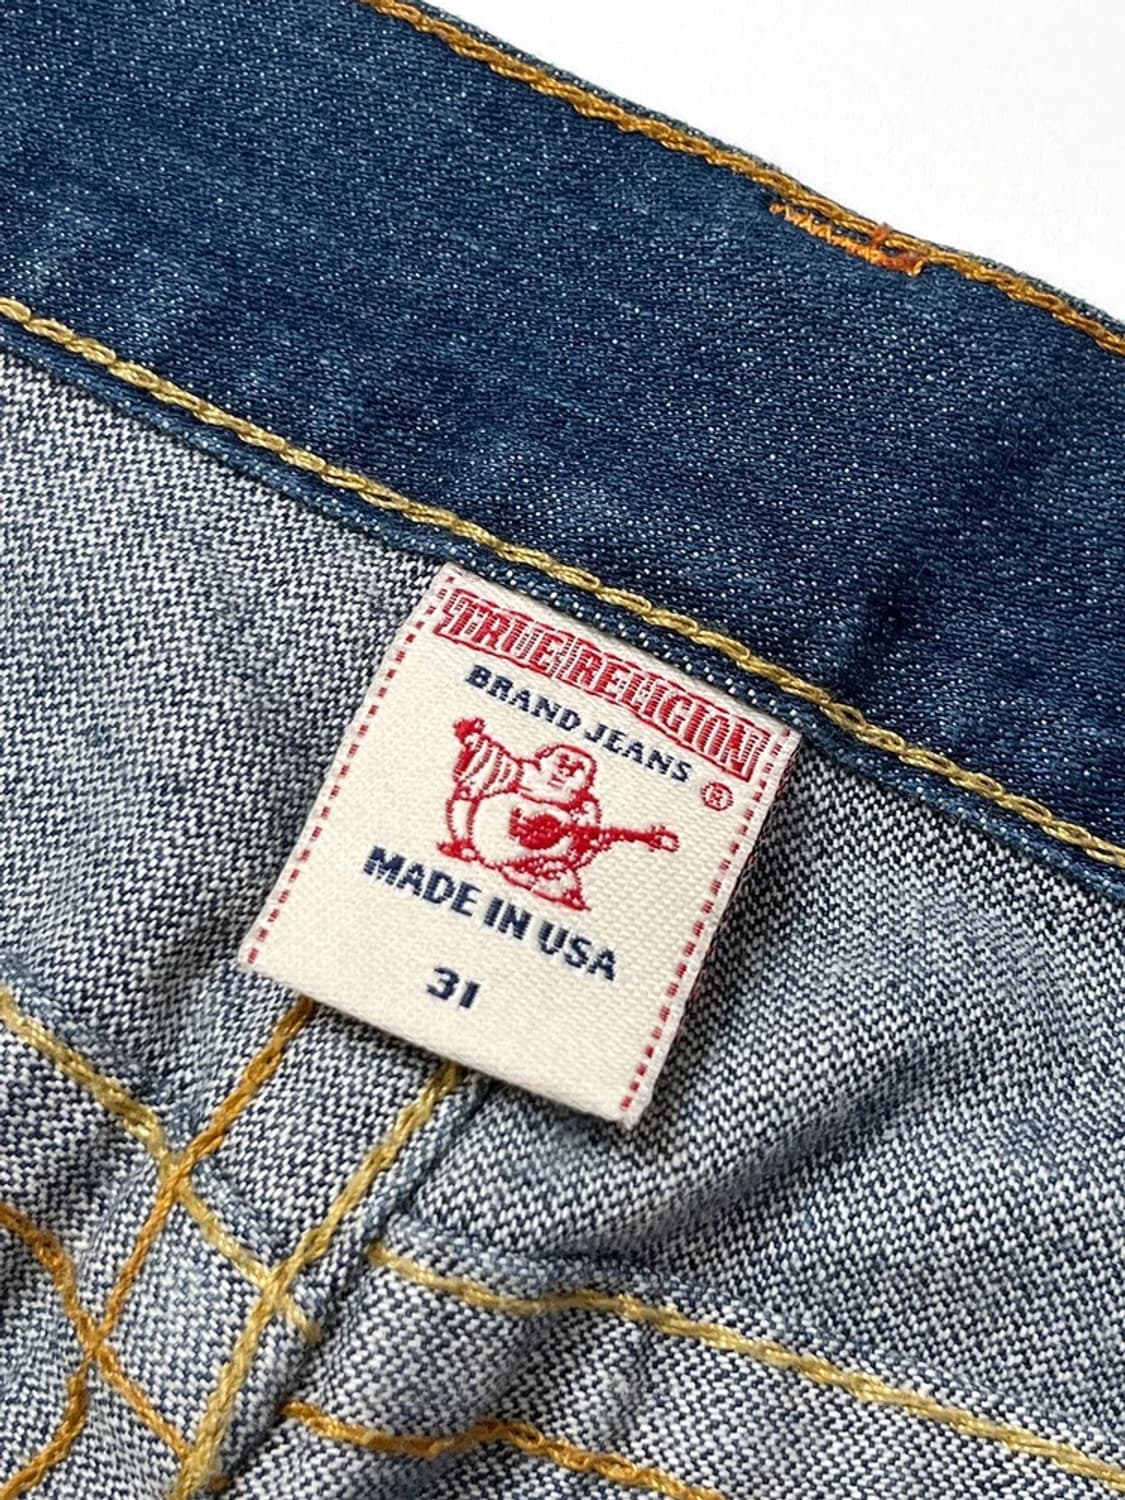 TRUE RELIGION
BRAND JEANS
®
MADE IN USA
31